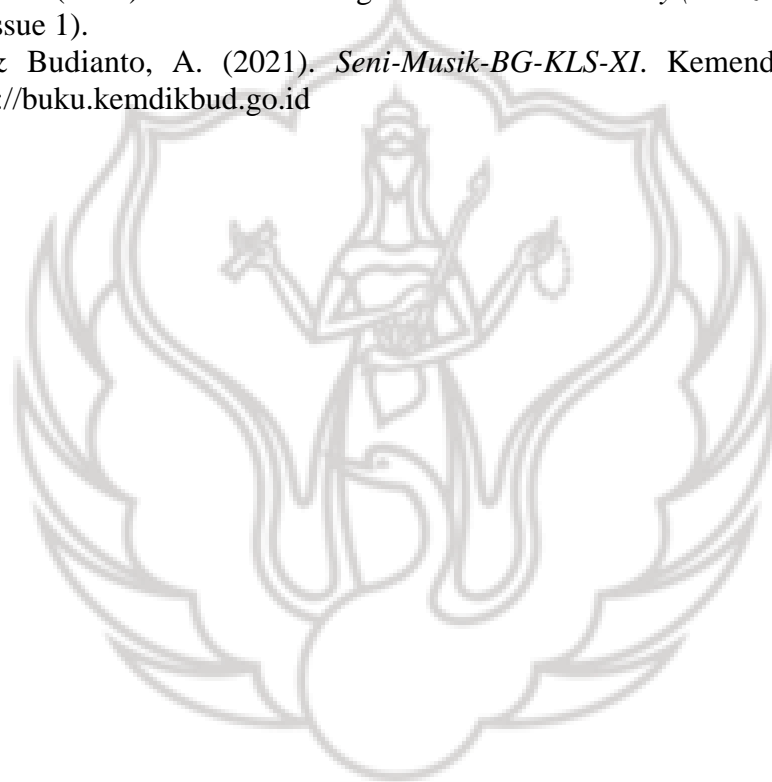 ssue 1).
& Budianto, A. (2021). Seni-Musik-BG-KLS-XI. Kemend
://buku.kemdikbud.go.id